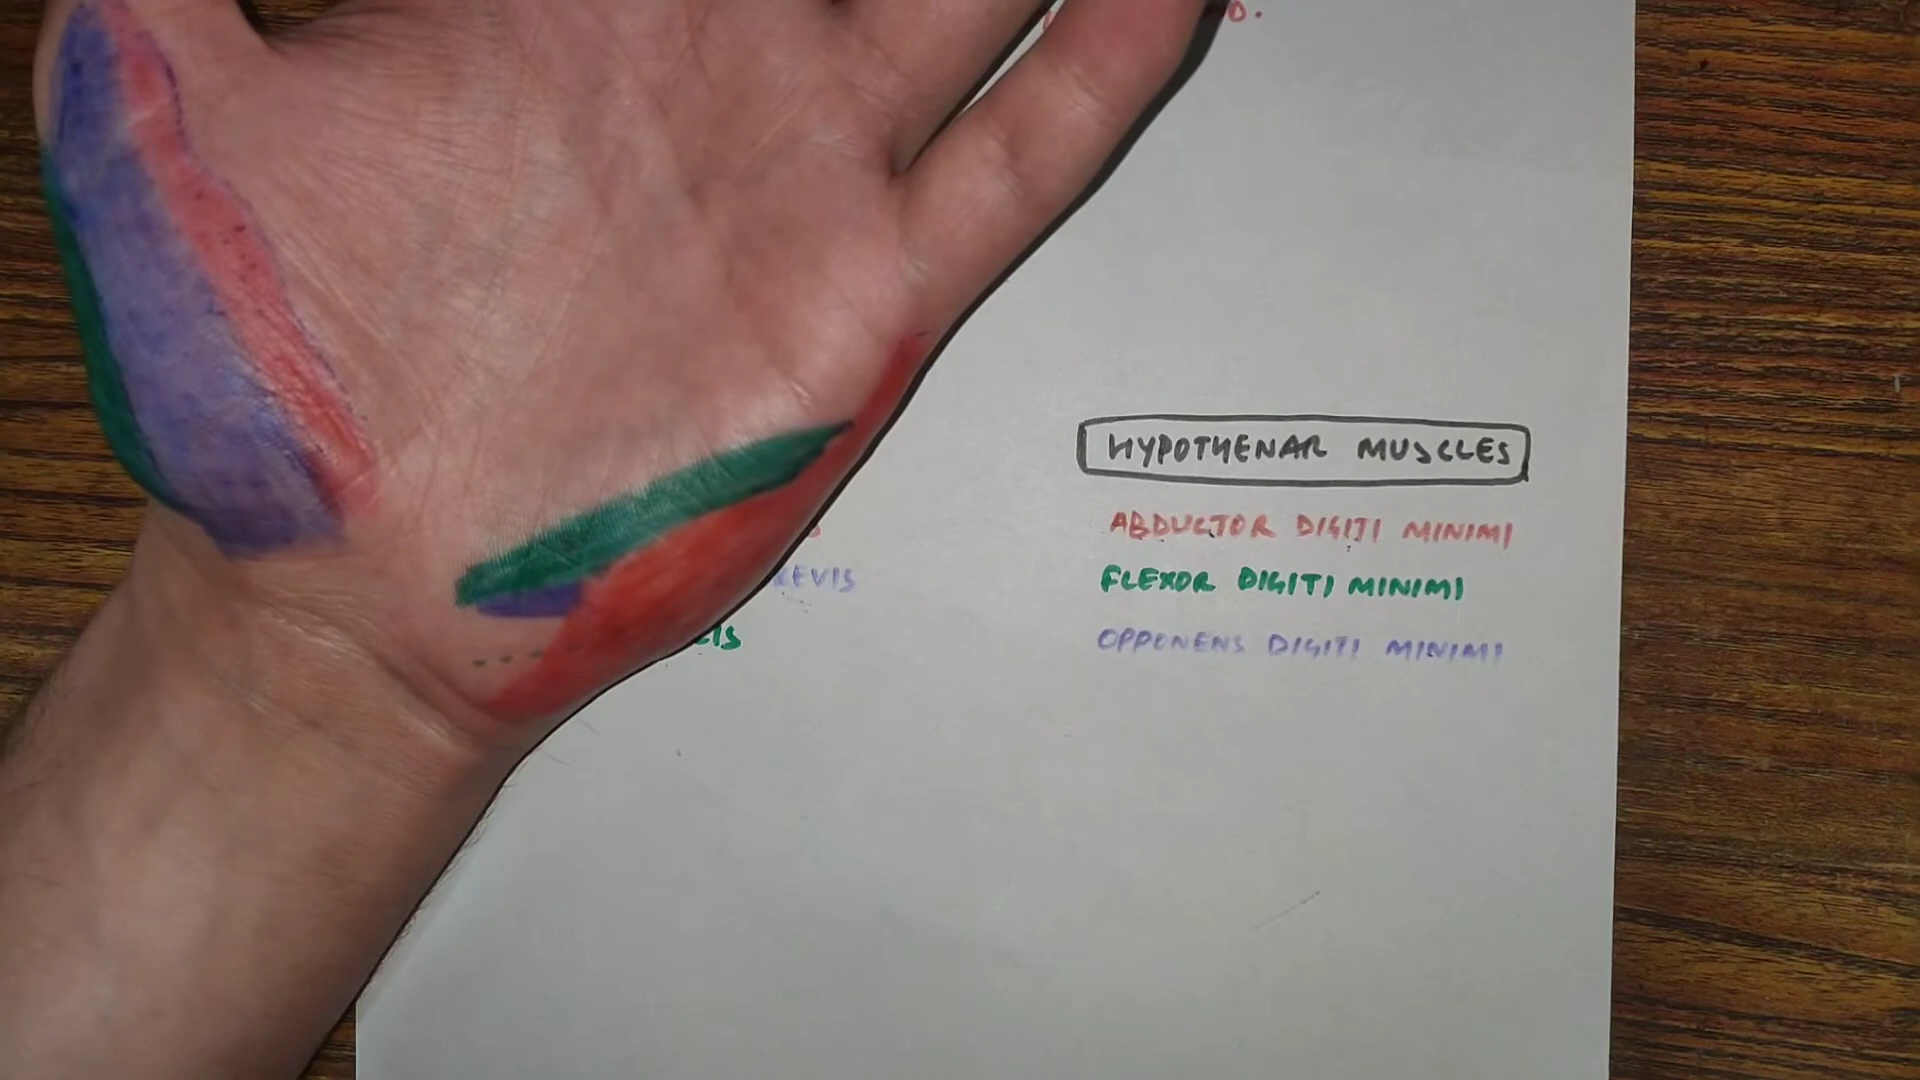 HYPOTHENAR MUSCLES
ABDUCTOR DIGITI MINIMI
FLEXOR DIGITI MINIMI
OPPONENS DIGITI MINIMI